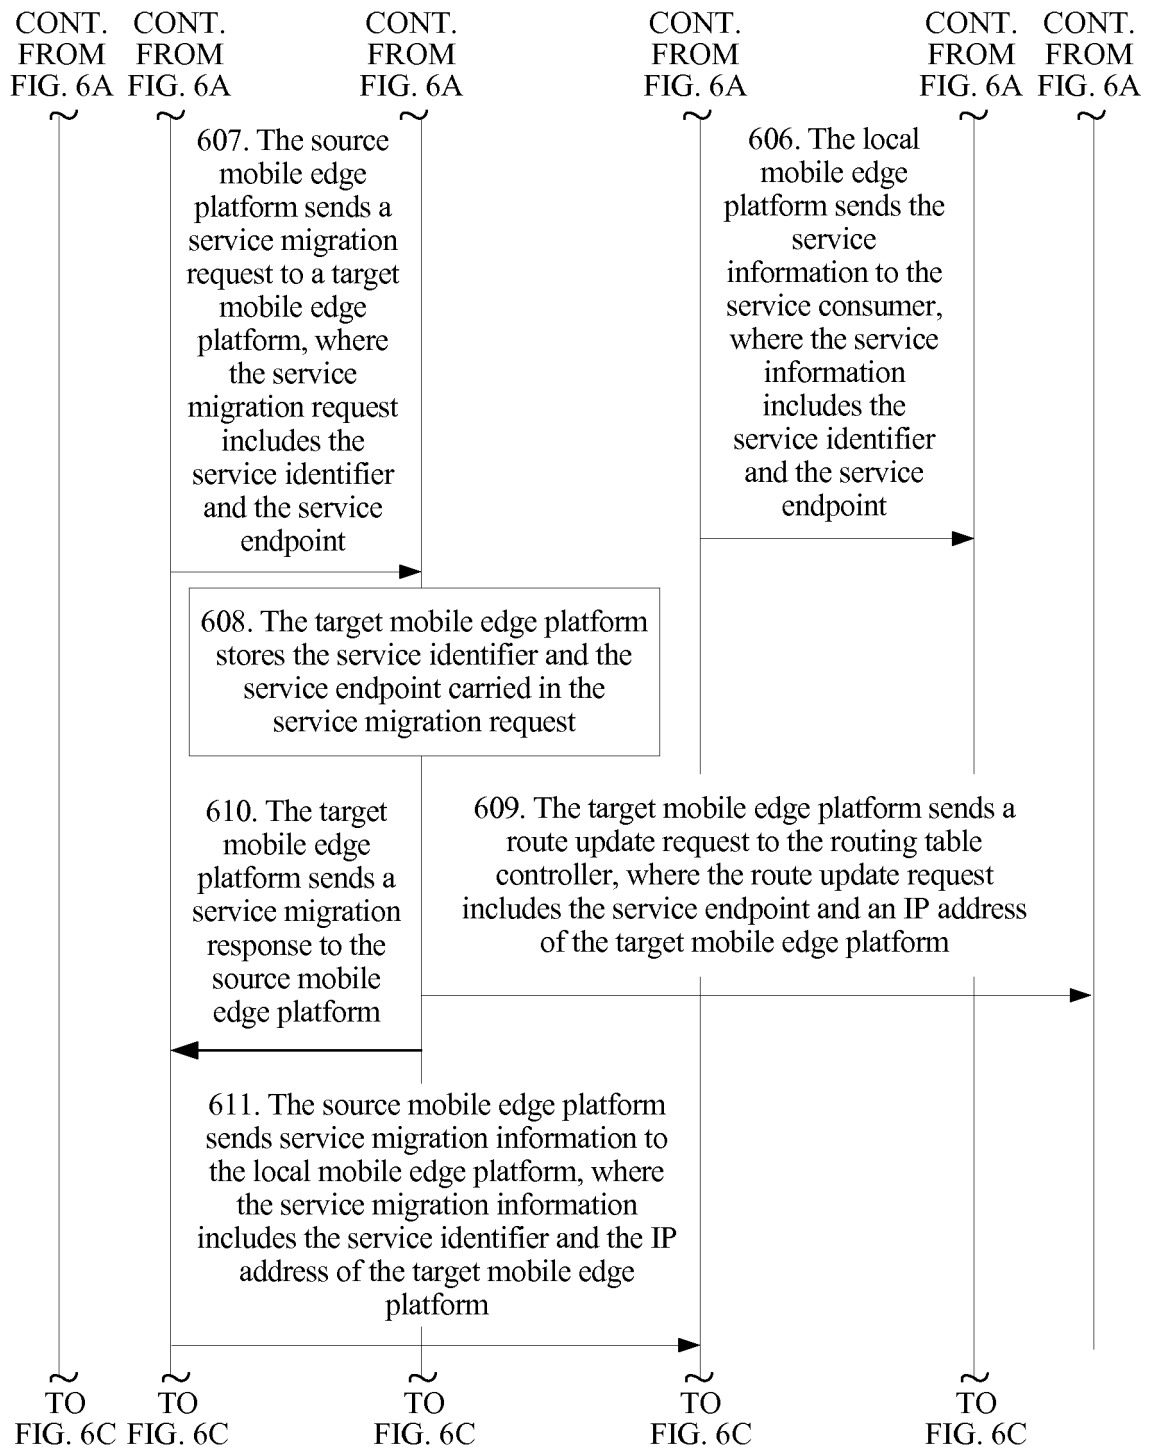 CONT.
FROM
FIG. 6A
CONT.
FROM
FIG. 6A
CONT.
FROM
FIG. 6A
CONT.
FROM
FIG. 6A
CONT.
FROM
FIG. 6A
CONT.
FROM
FIG. 6A
607. The source
mobile edge
platform sends a
service migration
request to a target
mobile edge
platform, where
the service
migration request
includes the
service identifier
and the service
endpoint
606. The local
mobile edge
platform sends the
service
information to the
service consumer,
where the service
information
includes the
service identifier
and the service
endpoint
608. The target mobile edge platform
stores the service identifier and the
service endpoint carried in the
service migration request
610. The target
mobile edge
platform sends a
service migration
response to the
source mobile
edge platform
609. The target mobile edge platform sends a
route update request to the routing table
controller, where the route update request
includes the service endpoint and an IP address
of the target mobile edge platform
611. The source mobile edge platform
sends service migration information to
the local mobile edge platform, where
the service migration information
includes the service identifier and the IP
address of the target mobile edge
platform
TO
FIG. 6C
TO
FIG. 6C
TO
FIG. 6C
TO
FIG. 6C
TO
FIG. 6C